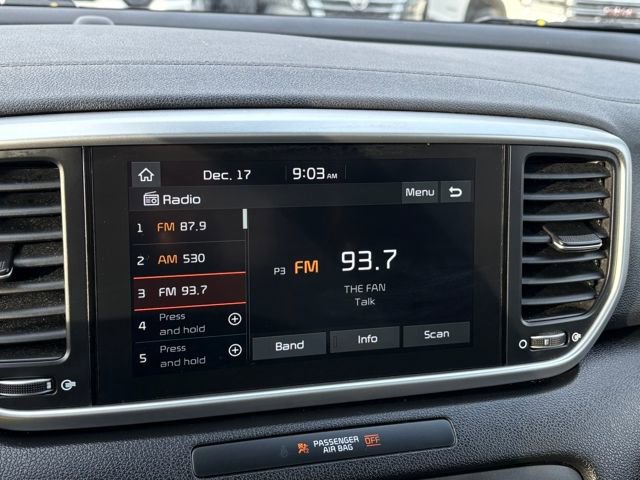 Dec. 17 9:03 AM
Radio Menu
1 FM 87.9
2 AM 530
3 FM 93.7
4 Press and hold
5 Press and hold
P3 FM 93.7
THE FAN
Talk
Band Info Scan
PASSENGER AIR BAG OFF